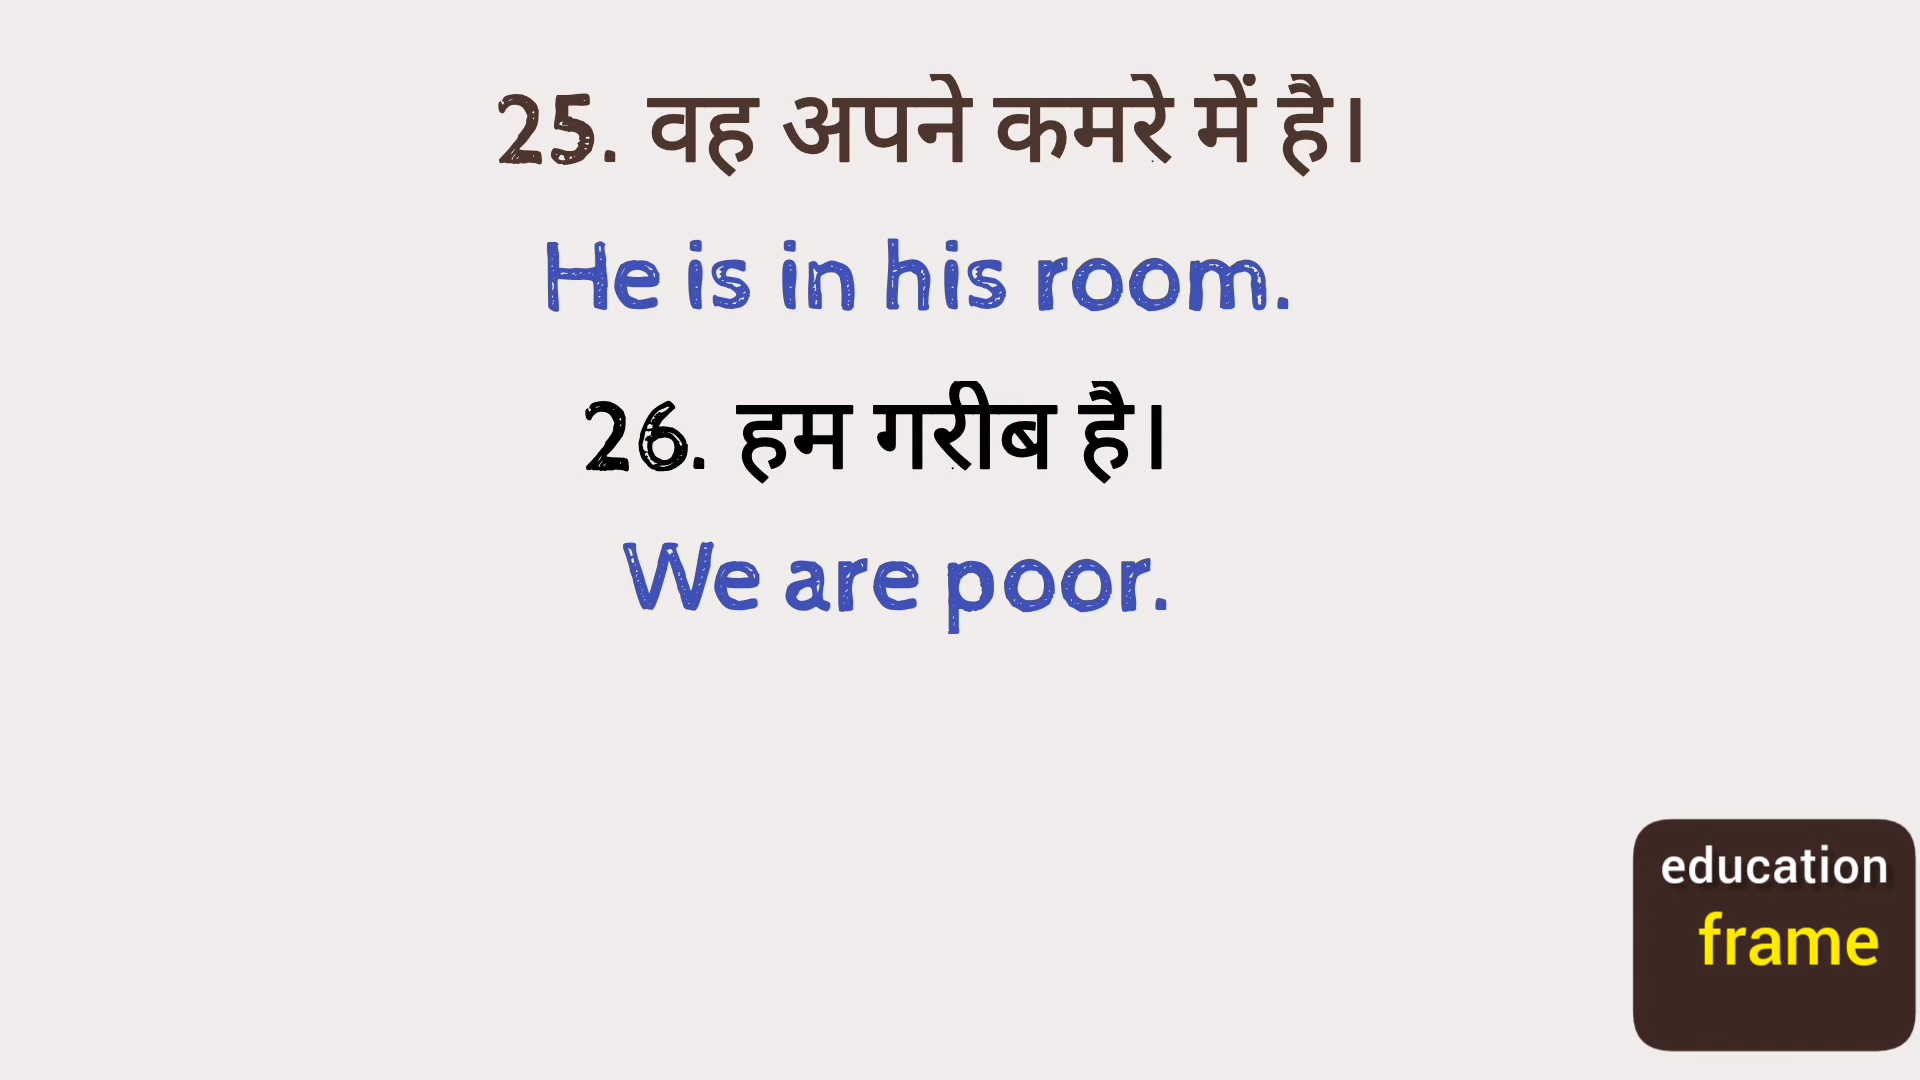 25. वह अपने कमरे में है।
He is in his room.
26. हम गरीब है।
We are poor.
education
frame